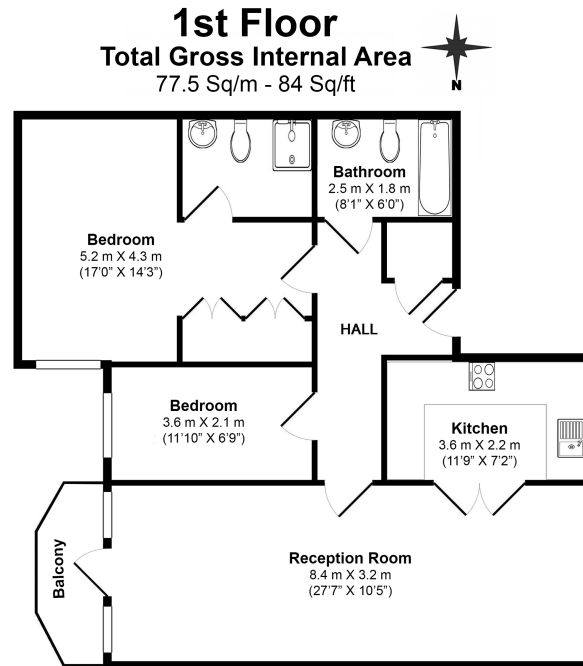 1st Floor
Total Gross Internal Area
77.5 Sq/m - 84 Sq/ft
N
Bathroom
2.5 m X 1.8 m
(8'1" X 6'0")
Bedroom
5.2 m X 4.3 m
(17'0" X 14'3")
HALL
Bedroom
3.6 m X 2.1 m
(11'10" X 6'9")
Kitchen
3.6 m X 2.2 m
(11'9" X 7'2")
Balcony
Reception Room
8.4 m X 3.2 m
(27'7" X 10'5")